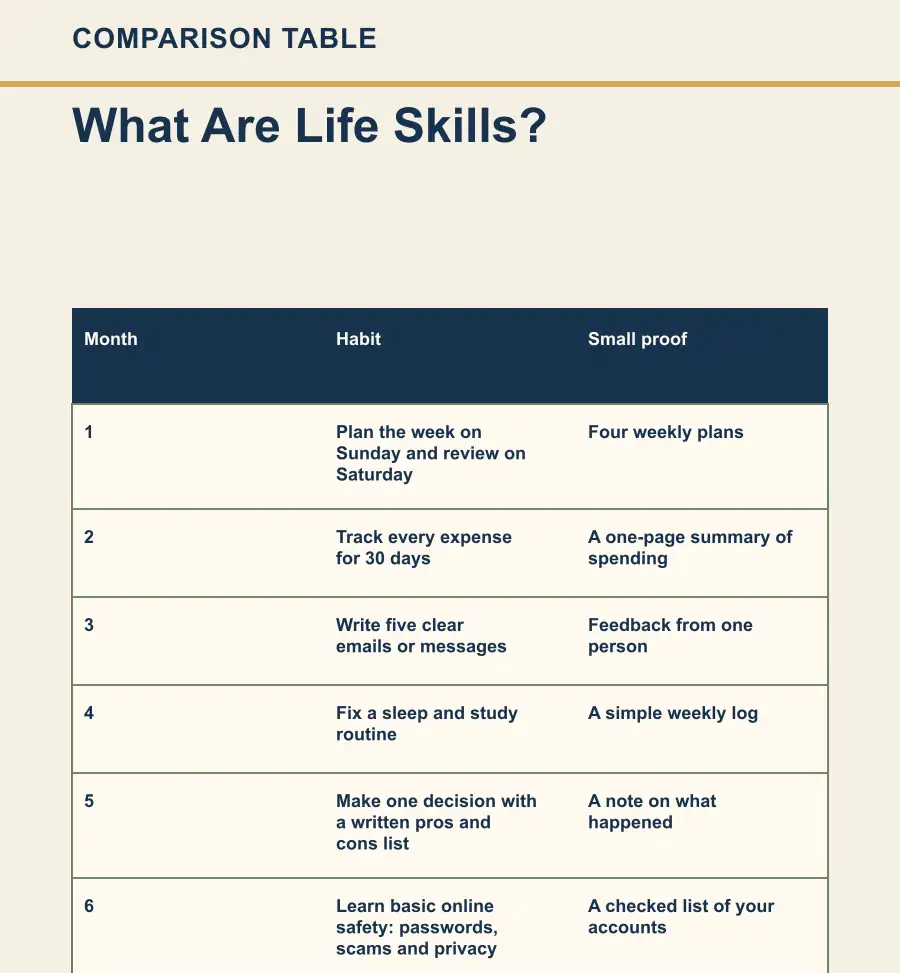 COMPARISON TABLE
What Are Life Skills?
Month
Habit
Small proof
1
Plan the week on
Sunday and review on
Saturday
Four weekly plans
2
Track every expense
for 30 days
A one-page summary of
spending
3
Write five clear
emails or messages
Feedback from one
person
4
Fix a sleep and study
routine
A simple weekly log
5
Make one decision with
a written pros and
cons list
A note on what
happened
6
Learn basic online
safety: passwords,
scams and privacy
A checked list of your
accounts